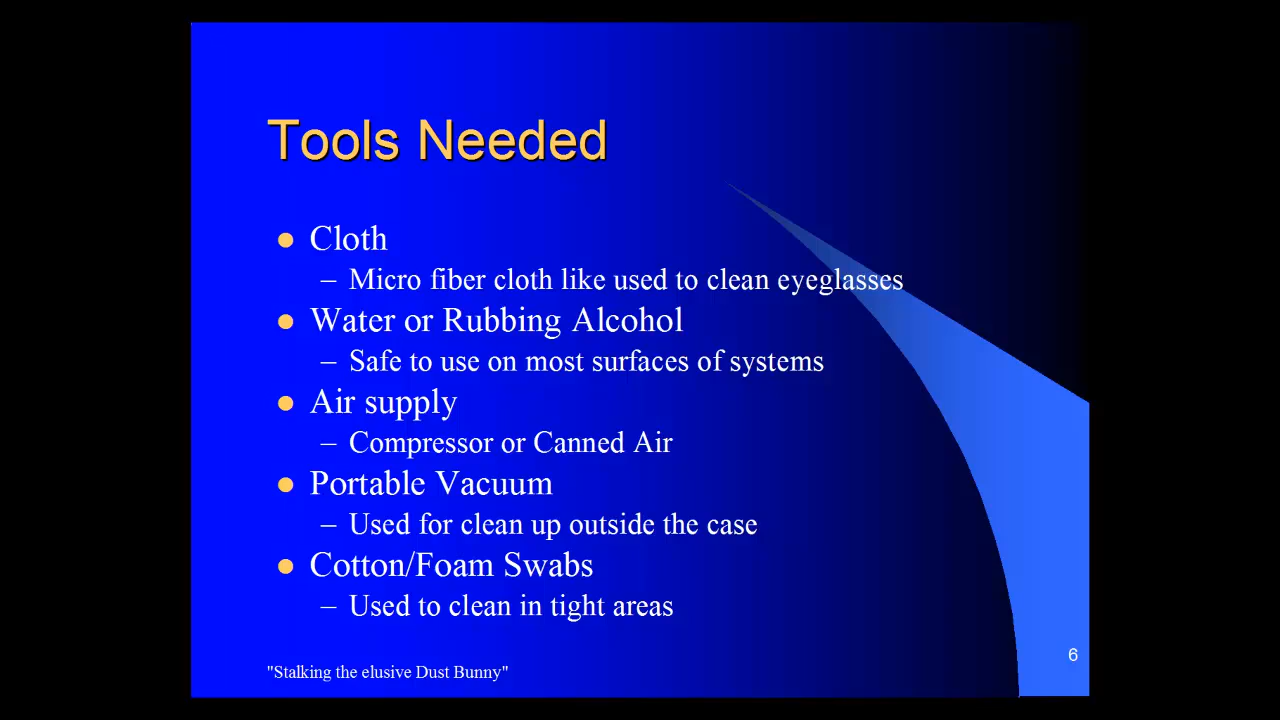 Tools Needed
● Cloth
– Micro fiber cloth like used to clean eyeglasses
● Water or Rubbing Alcohol
– Safe to use on most surfaces of systems
● Air supply
– Compressor or Canned Air
● Portable Vacuum
– Used for clean up outside the case
● Cotton/Foam Swabs
– Used to clean in tight areas
6
"Stalking the elusive Dust Bunny"